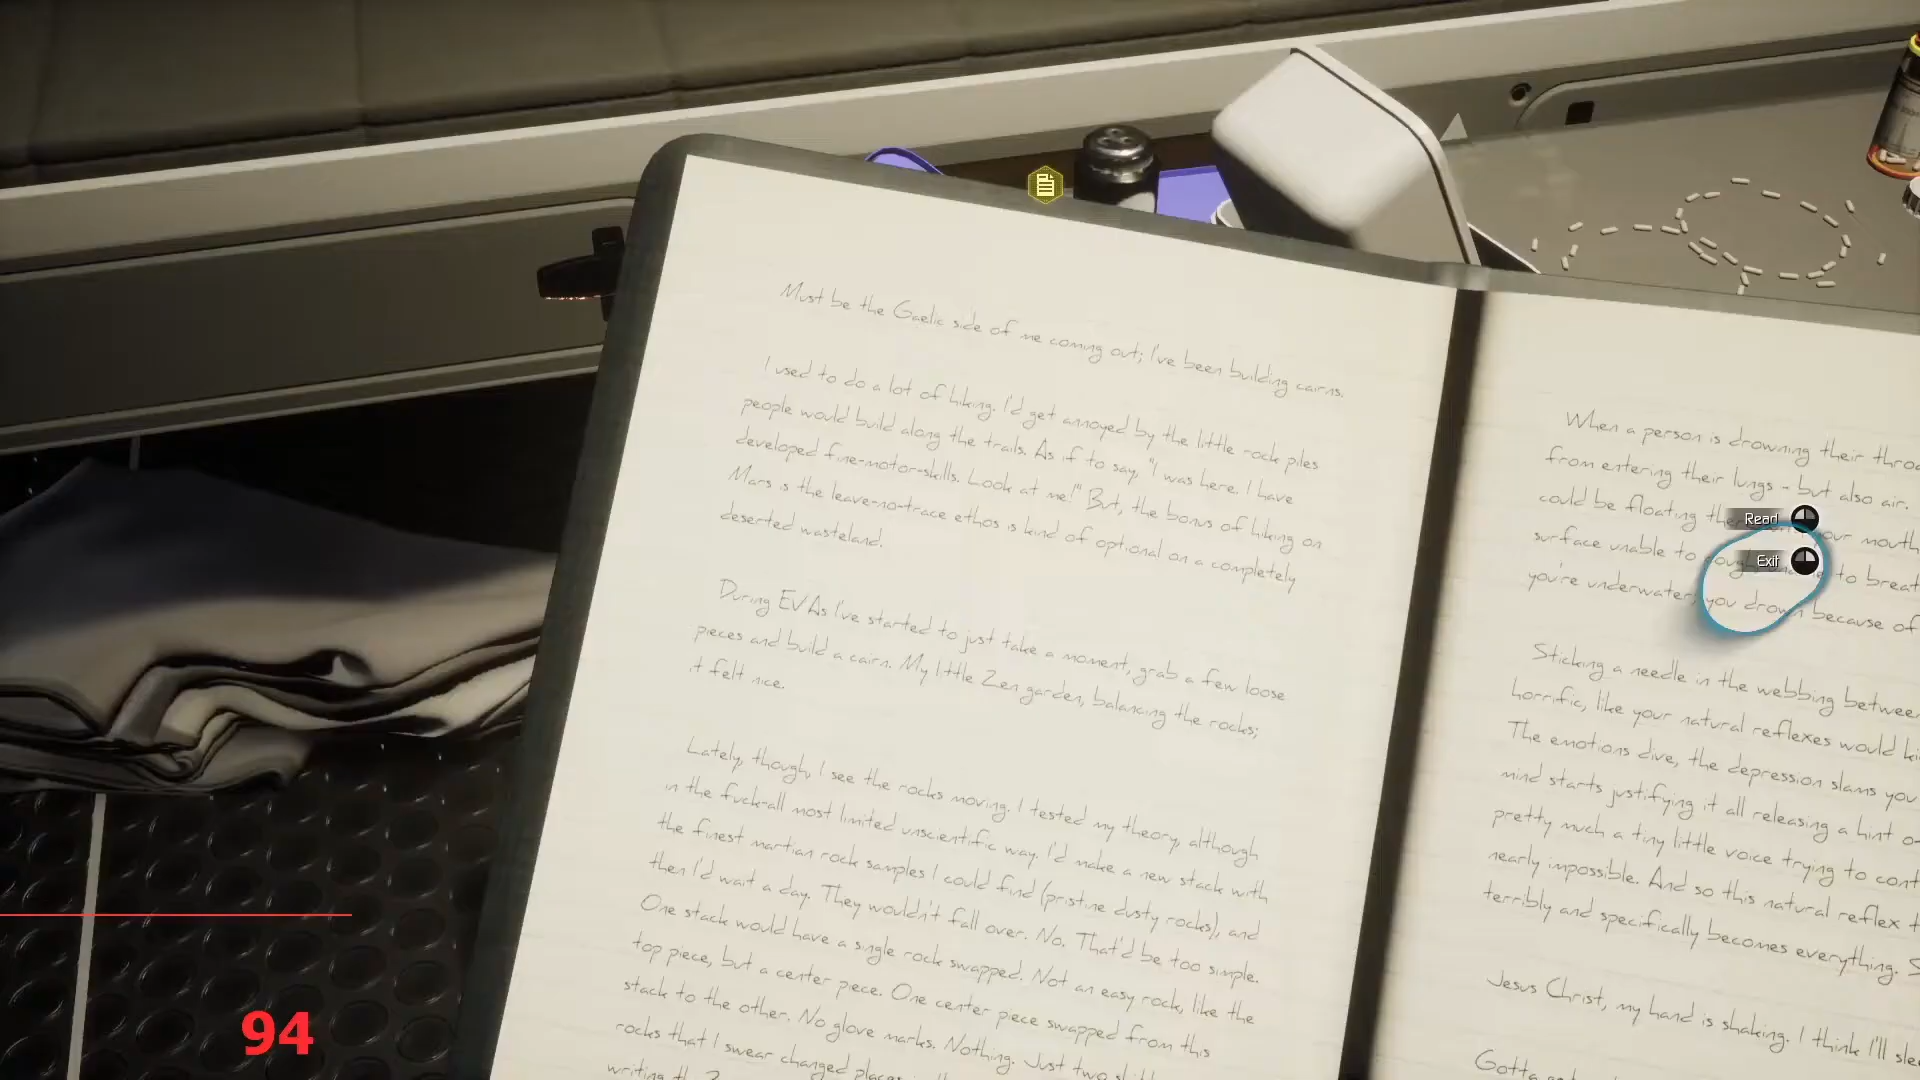 Must be the Gaelic side of me coming out; I've been building cairns.
I used to do a lot of hiking. I'd get annoyed by the little rock piles
people would build along the trails. As if to say, "I was here. I have
developed fine-motor-skills. Look at me!" But, the bonus of hiking on
Mars is the leave-no-trace ethos is kind of optional on a completely
deserted wasteland.
During EVAs I've started to just take a moment, grab a few loose
pieces and build a cairn. My little Zen garden, balancing the rocks;
it felt nice.
Lately, though, I see the rocks moving. I tested my theory, although
in the fuck-all most limited unscientific way. I'd make a new stack with
the finest martian rock samples I could find (pristine dusty rocks), and
then I'd wait a day. They wouldn't fall over. No. That'd be too simple.
One stack would have a single rock swapped. Not an easy rock, like the
top piece, but a center piece. One center piece swapped from this
stack to the other. No glove marks. Nothing. Just two
rocks that I swear changed places
writing
When a person is drowning their
from entering their lungs - but also air.
could be floating your mouth
surface unable to to
you're underwater, you drown because of
Sticking a needle in the webbing between
horrific, like your natural reflexes would
The emotions dive, the depression slams you
mind starts justifying it all releasing a hint
pretty much a tiny little voice trying to
nearly impossible. And so this natural reflex
terribly and specifically becomes everything.
Jesus Christ, my hand is shaking. I think I'll
Gotta
Read
Exit
94